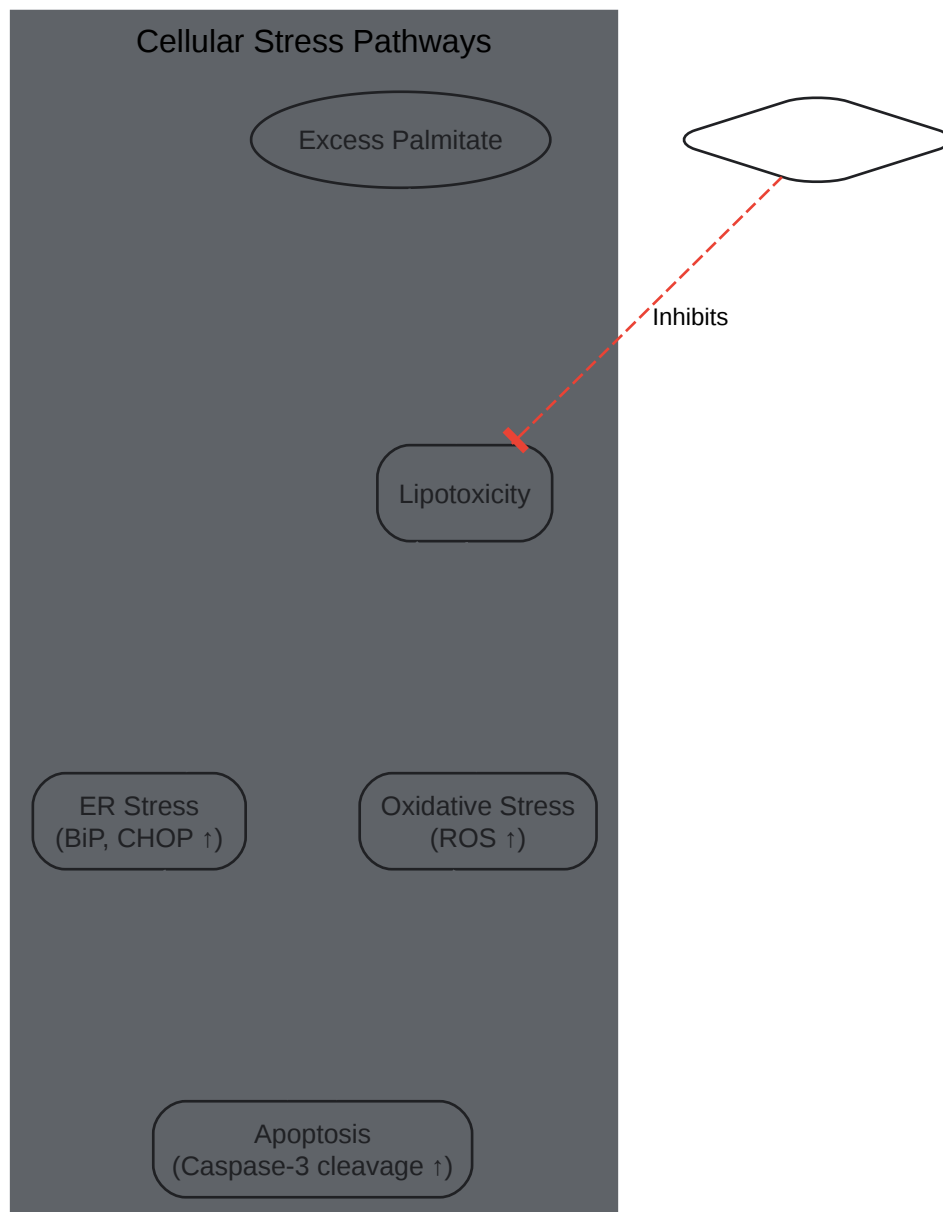 Cellular Stress Pathways
Excess Palmitate
Inhibits
Lipotoxicity
ER Stress
(BiP, CHOP ↑)
Oxidative Stress
(ROS ↑)
Apoptosis
(Caspase-3 cleavage ↑)